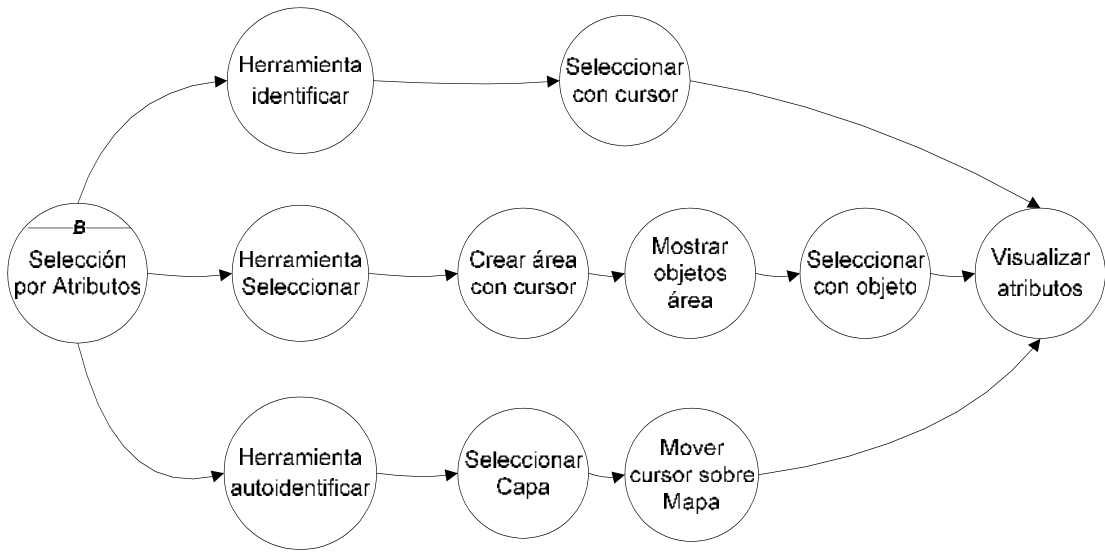 Herramienta
identificar
Seleccionar
con cursor
B
Selección
por Atributos
Herramienta
Seleccionar
Crear área
con cursor
Mostrar
objetos
área
Seleccionar
con objeto
Visualizar
atributos
Herramienta
autoidentificar
Seleccionar
Capa
Mover
cursor sobre
Mapa